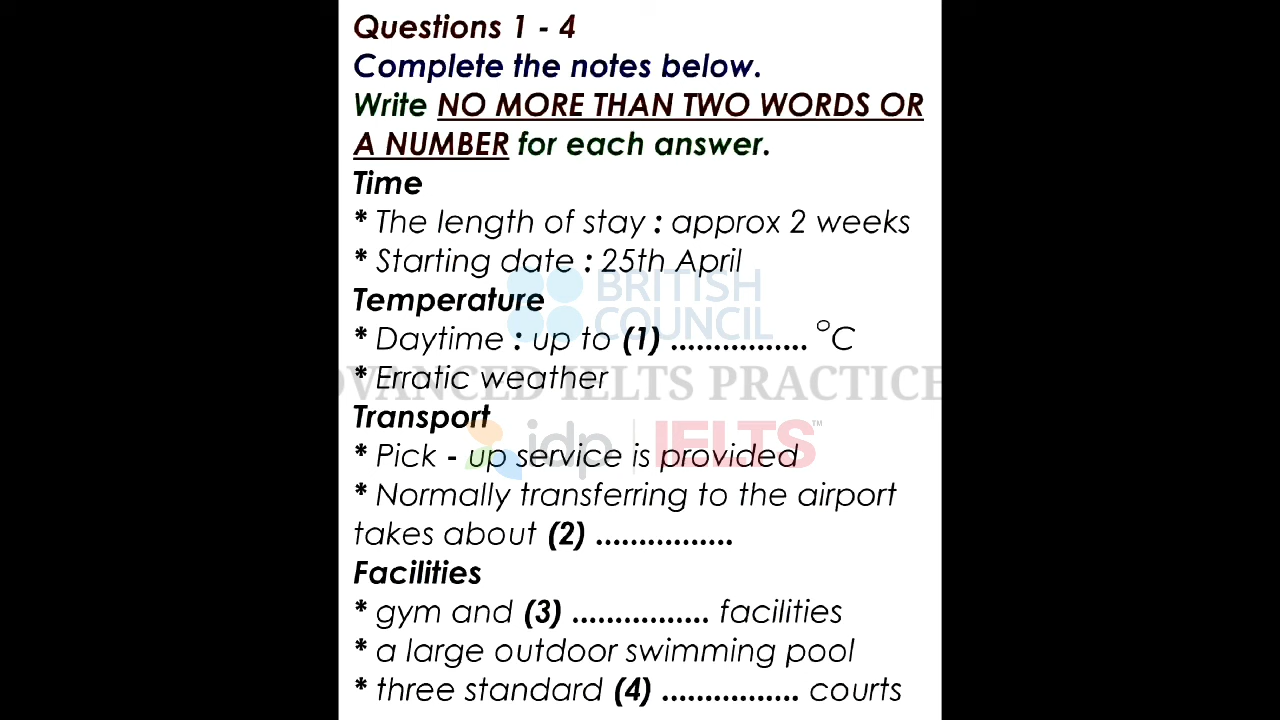 Questions 1 - 4
Complete the notes below.
Write NO MORE THAN TWO WORDS OR
A NUMBER for each answer.
Time
* The length of stay : approx 2 weeks
* Starting date : 25th April
BRITISH
Temperature
COUNCIL
* Daytime : up to (1) ................ °C
* Erratic weather
ADVANCED IELTS PRACTICE
Transport
idp IELTS™
* Pick - up service is provided
* Normally transferring to the airport
takes about (2) ................
Facilities
* gym and (3) ................ facilities
* a large outdoor swimming pool
* three standard (4) ................ courts